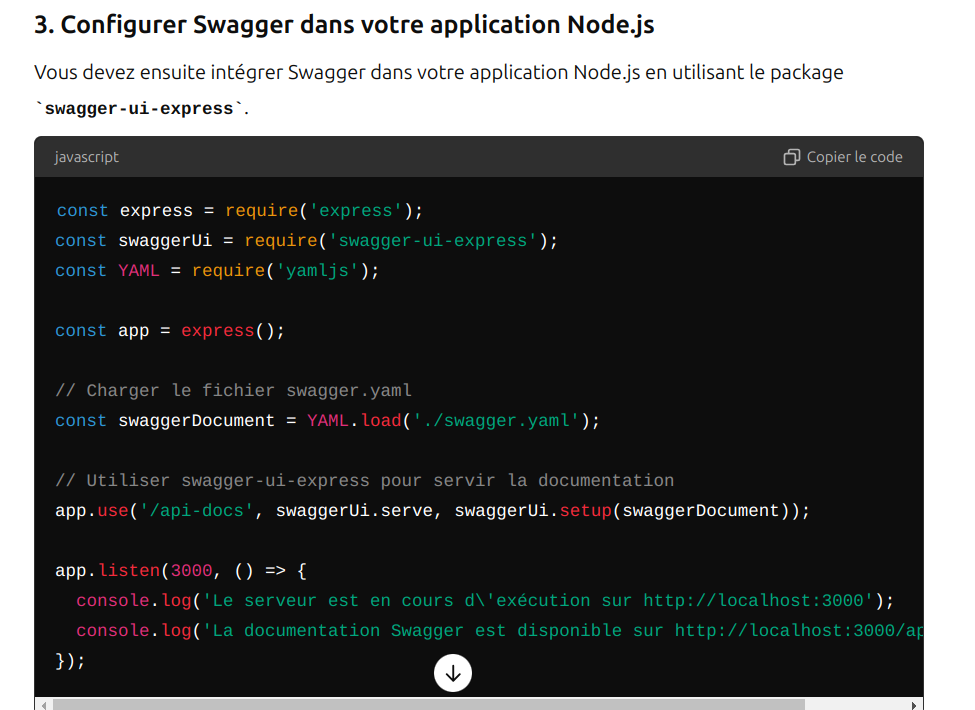 3. Configurer Swagger dans votre application Node.js
Vous devez ensuite intégrer Swagger dans votre application Node.js en utilisant le package
`swagger-ui-express`.
javascript
Copier le code
const express = require('express');
const swaggerUi = require('swagger-ui-express');
const YAML = require('yamljs');
const app = express();
// Charger le fichier swagger.yaml
const swaggerDocument = YAML.load('./swagger.yaml');
// Utiliser swagger-ui-express pour servir la documentation
app.use('/api-docs', swaggerUi.serve, swaggerUi.setup(swaggerDocument));
app.listen(3000, () => {
console.log('Le serveur est en cours d\'exécution sur http://localhost:3000');
console.log('La documentation Swagger est disponible sur http://localhost:3000/ap
});